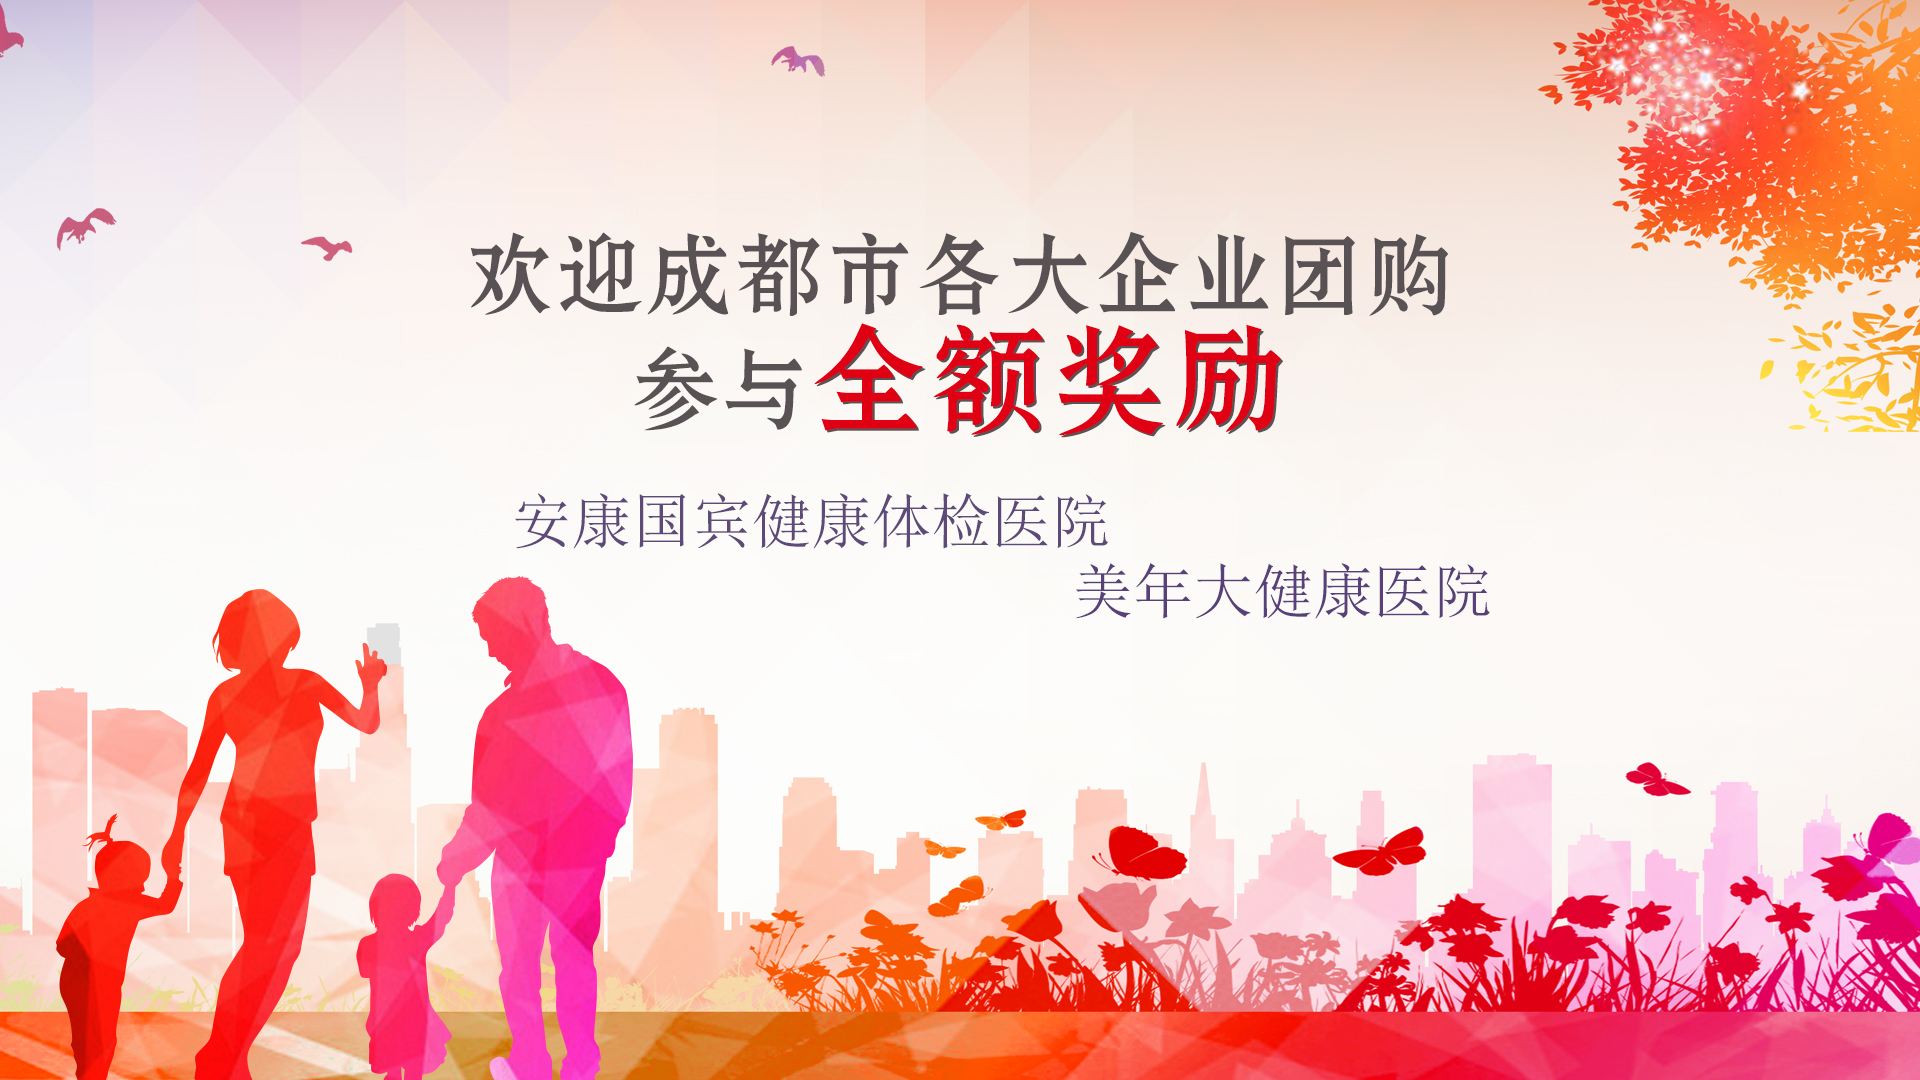 欢迎成都市各大企业团购
参与全额奖励
安康国宾健康体检医院
美年大健康医院